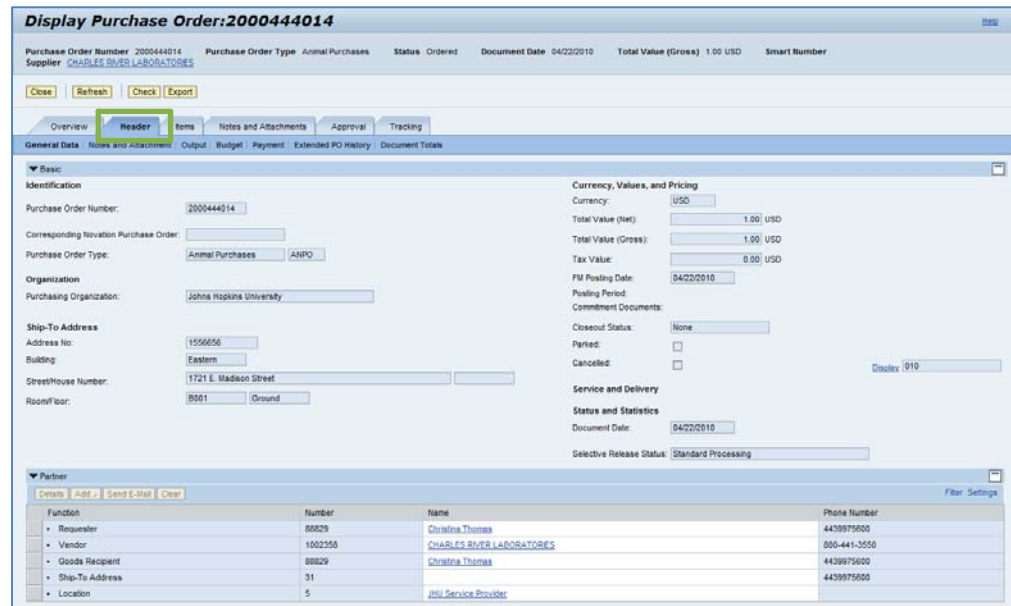 Display Purchase Order:2000444014 Help
Purchase Order Number 2000444014 Purchase Order Type Animal Purchases Status Ordered Document Date 04/22/2010 Total Value (Gross) 1.00 USD Smart Number
Supplier CHARLES RIVER LABORATORIES
Close Refresh Check Export
Overview Header Items Notes and Attachments Approval Tracking
General Data Notes and Attachment Output Budget Payment Extended PO History Document Totals
Basic
Identification
Purchase Order Number: 2000444014
Corresponding Novation Purchase Order:
Purchase Order Type: Animal Purchases ANPO
Organization
Purchasing Organization: Johns Hopkins University
Ship-To Address
Address No: 1556656
Building: Eastern
Street/House Number: 1721 E. Madison Street
Room/Floor: B001 Ground
Currency, Values, and Pricing
Currency: USD
Total Value (Net): 1.00 USD
Total Value (Gross): 1.00 USD
Tax Value: 0.00 USD
FM Posting Date: 04/22/2010
Posting Period:
Commitment Documents:
Closeout Status: None
Parked:
Cancelled: Display 010
Service and Delivery
Status and Statistics
Document Date: 04/22/2010
Selective Release Status: Standard Processing
Partner
Details Add Send E-Mail Clear Filter Settings
Function Number Name Phone Number
• Requester 88829 Christina Thomas 4439975600
• Vendor 1002358 CHARLES RIVER LABORATORIES 800-441-3550
• Goods Recipient 88829 Christina Thomas 4439975600
• Ship-To Address 31 4439975600
• Location 5 JHU Service Provider